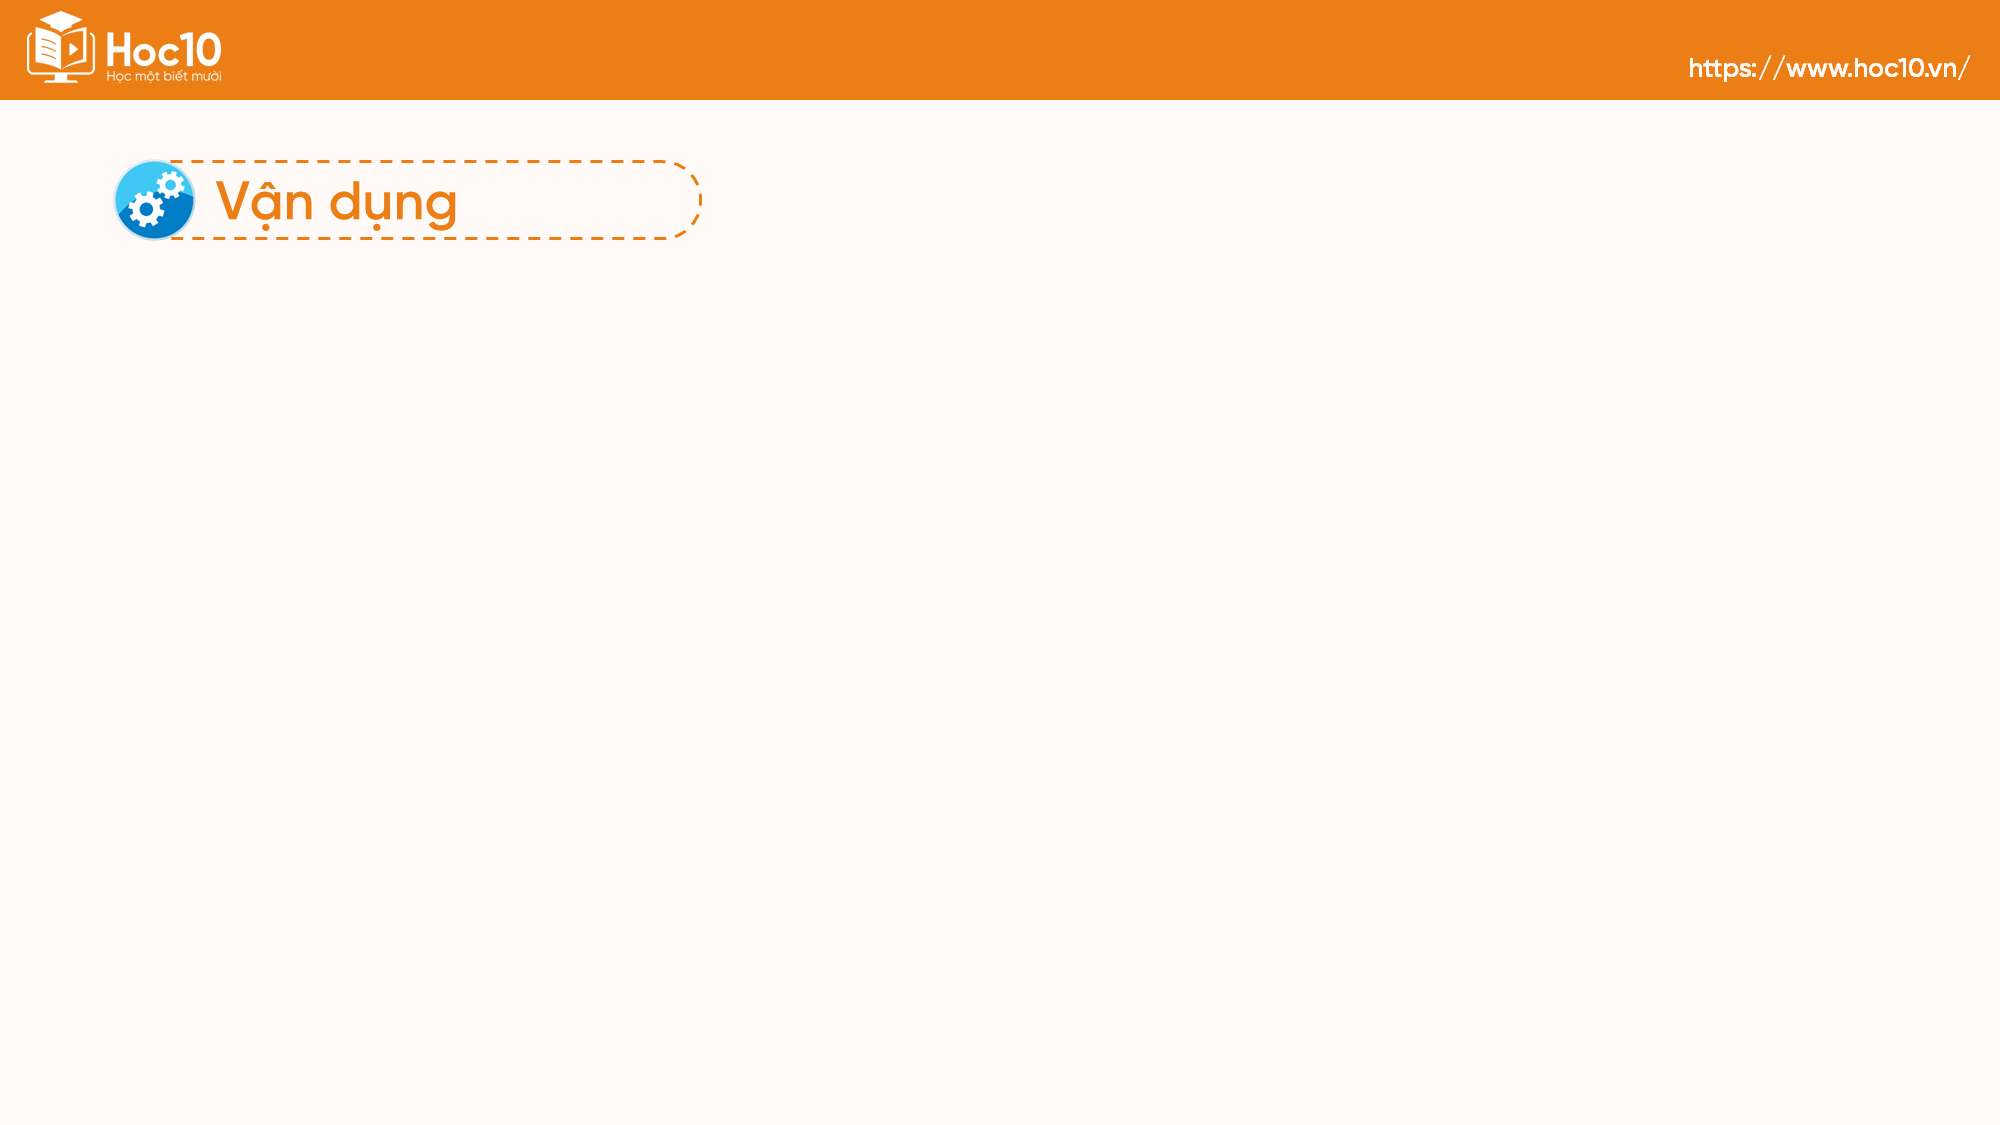 Hoc10
Học một biết mười
https://www.hoc10.vn/
Vận dụng